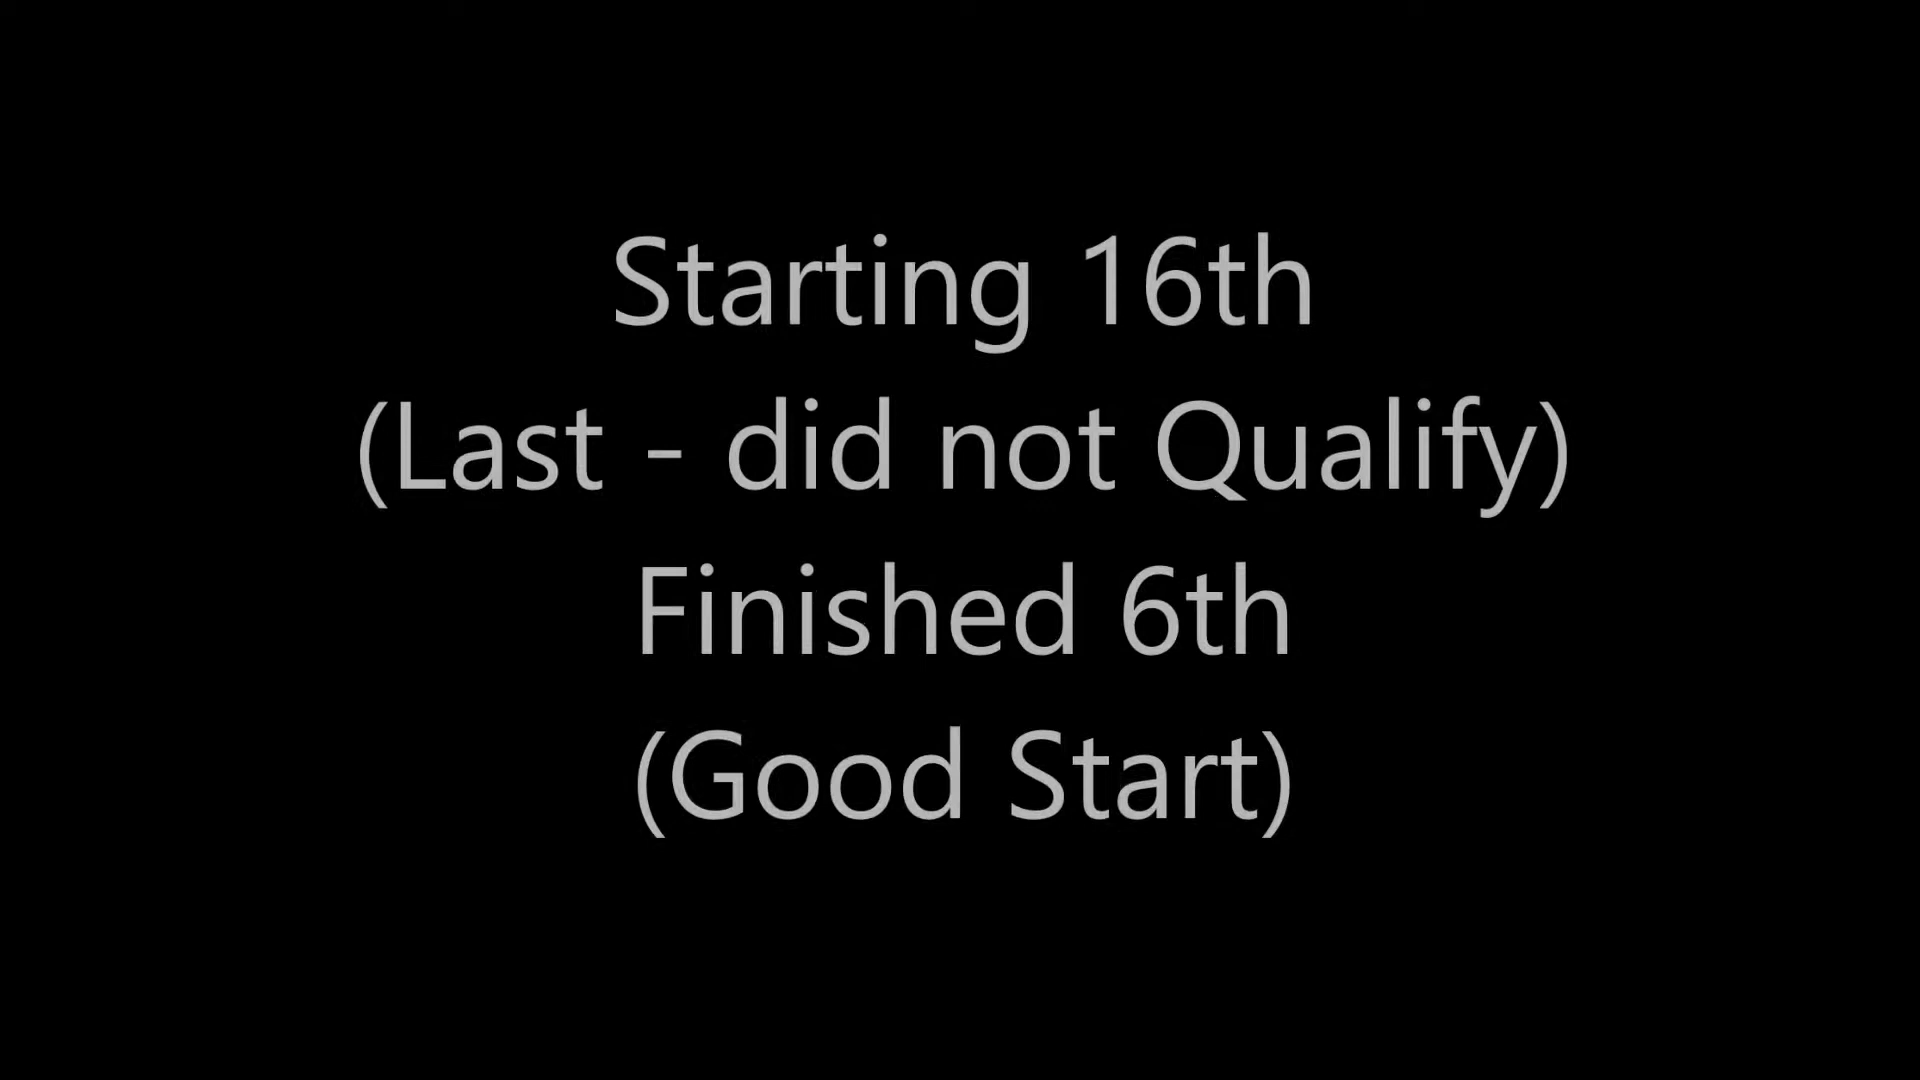 Starting 16th
(Last - did not Qualify)
Finished 6th
(Good Start)